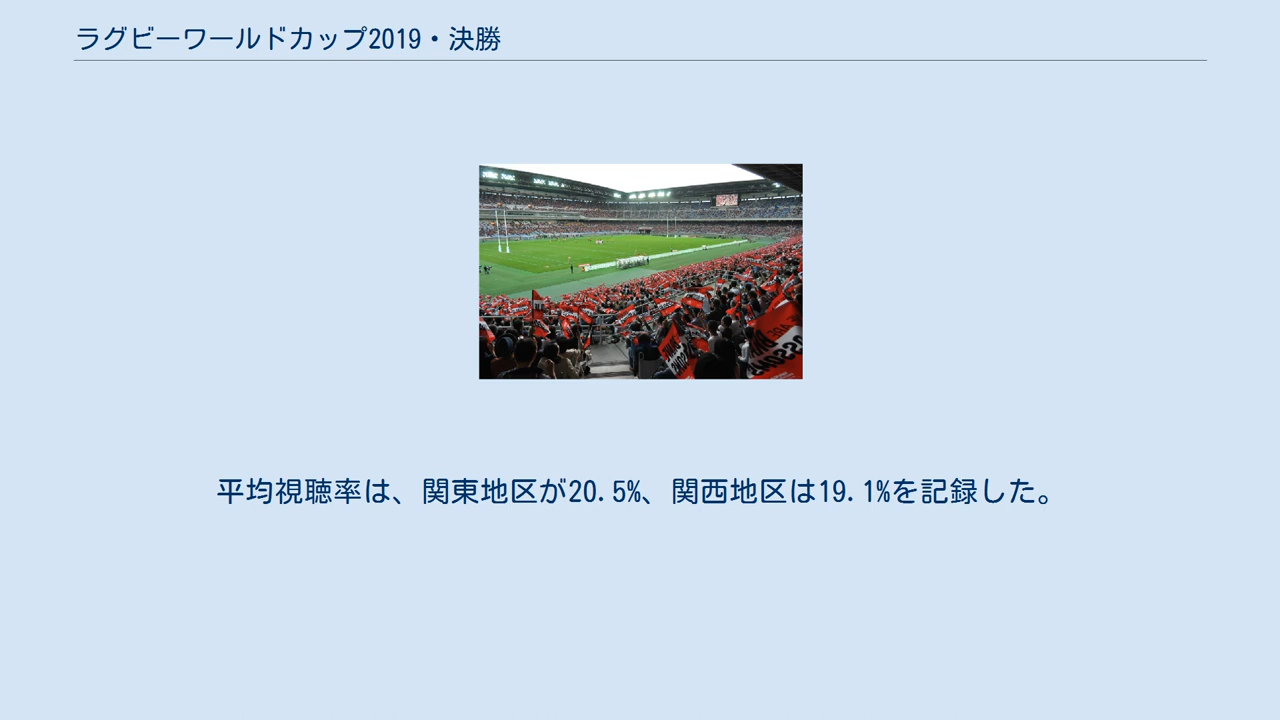 ラグビーワールドカップ2019・決勝
平均視聴率は、関東地区が20.5%、関西地区は19.1%を記録した。